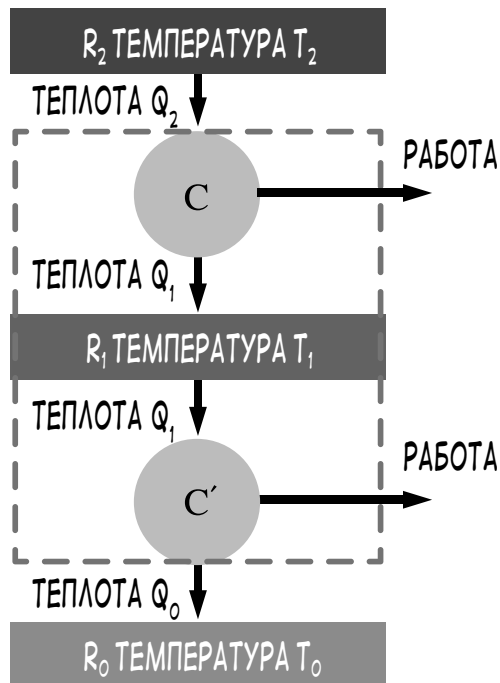 R₂ ТЕМПЕРАТУРА T₂
ТЕПЛОТА Q₂
РАБОТА
C
ТЕПЛОТА Q₁
R₁ ТЕМПЕРАТУРА T₁
ТЕПЛОТА Q₁
РАБОТА
C´
ТЕПЛОТА Q₀
R₀ ТЕМПЕРАТУРА T₀